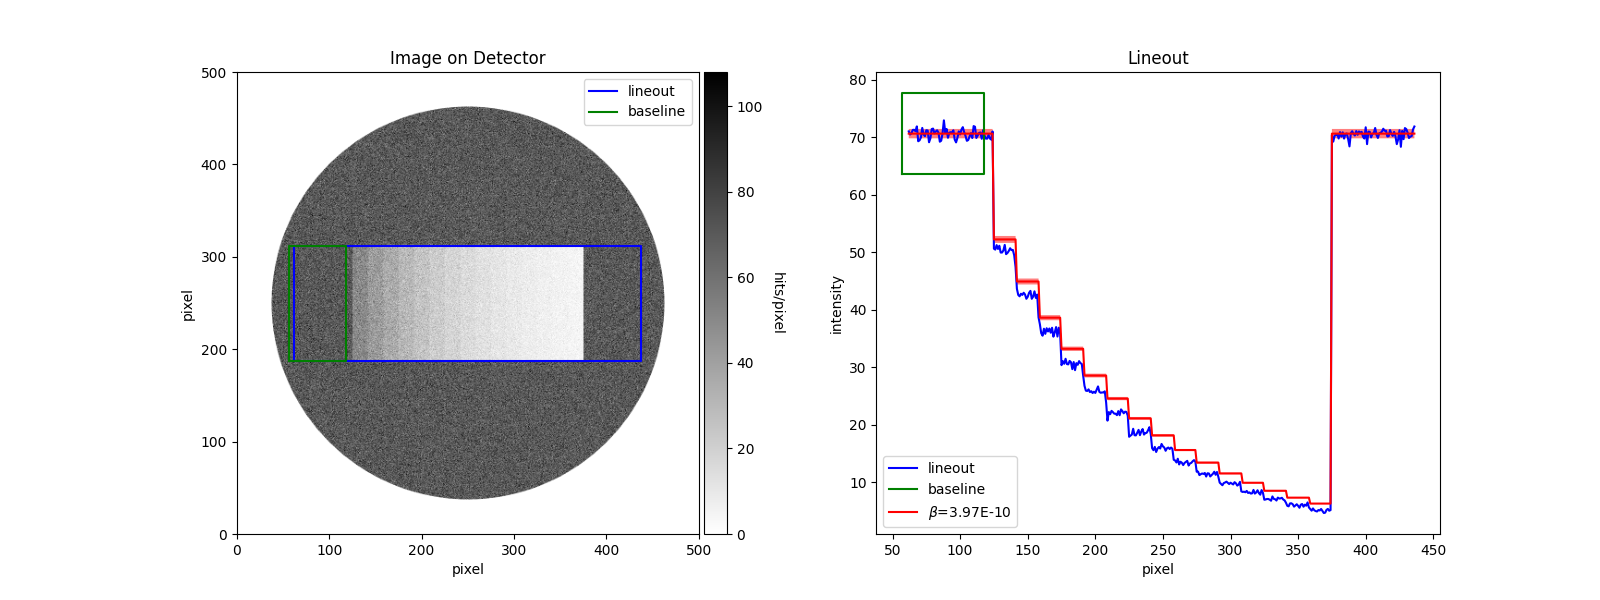 Image on Detector
500
400
300
200
100
0
0 100 200 300 400 500
pixel
pixel
lineout
baseline
100
80
60
40
20
0
hits/pixel
Lineout
80
70
60
50
40
30
20
10
50 100 150 200 250 300 350 400 450
intensity
pixel
lineout
baseline
β=3.97E-10